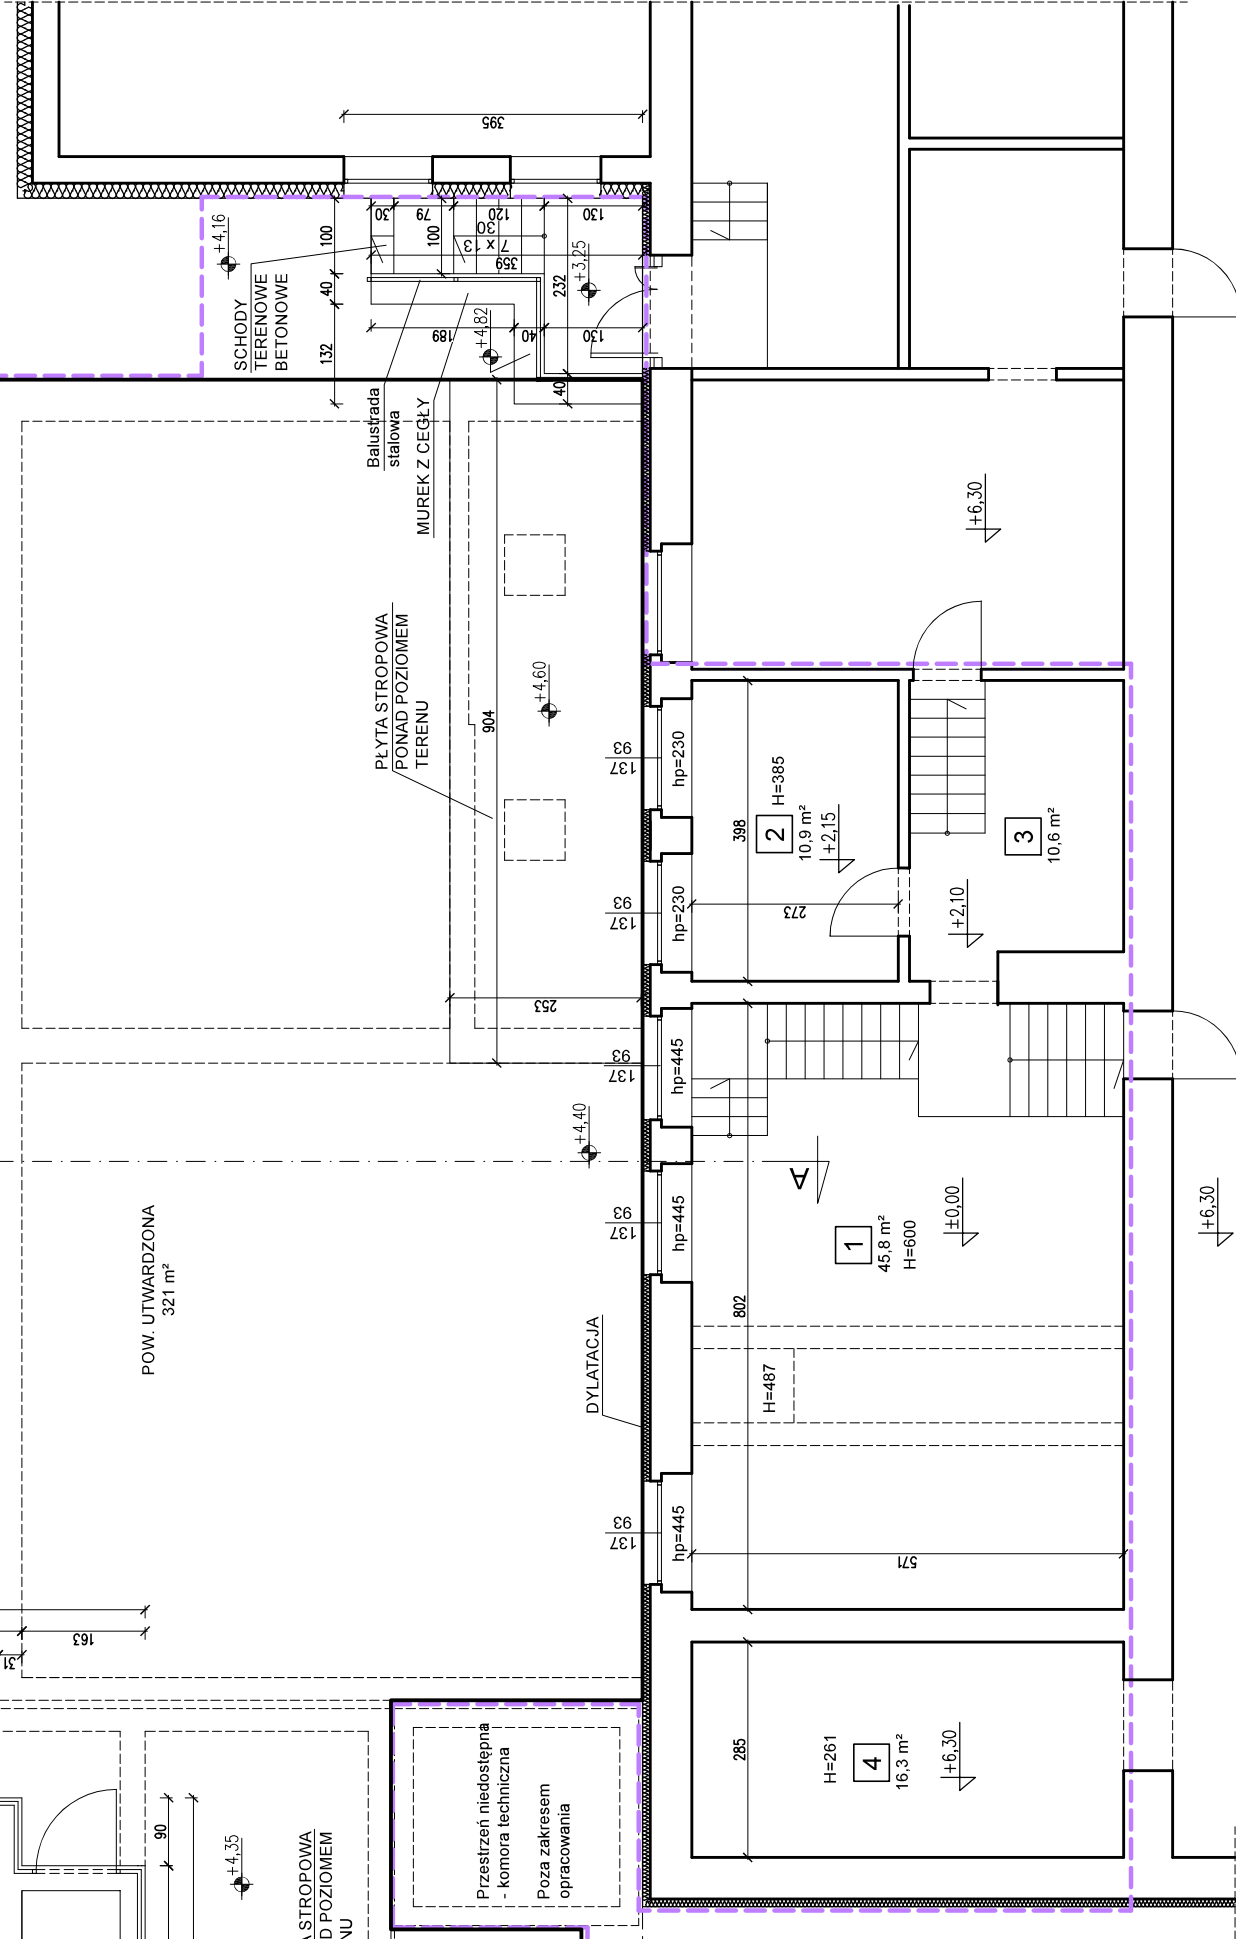 395
+4,16
SCHODY
TERENOWE
BETONOWE
100
40
132
30
79
120
130
100
7 x 13
30
359
232
+3,25
189
40
130
+4,82
40
Balustrada
stalowa
MUREK Z CEGŁY
PŁYTA STROPOWA
PONAD POZIOMEM
TERENU
904
+4,60
+6,30
93
137
hp=230
93
137
hp=230
398
2
H=385
10,9 m²
+2,15
273
3
10,6 m²
+2,10
253
93
137
hp=445
+4,40
93
137
hp=445
A
1
45,8 m²
H=600
±0,00
+6,30
POW. UTWARDZONA
321 m²
802
DYLATACJA
H=487
93
137
hp=445
571
163
31
285
H=261
4
16,3 m²
+6,30
Przestrzeń niedostępna
- komora techniczna
Poza zakresem
opracowania
90
+4,35
A STROPOWA
D POZIOMEM
NU